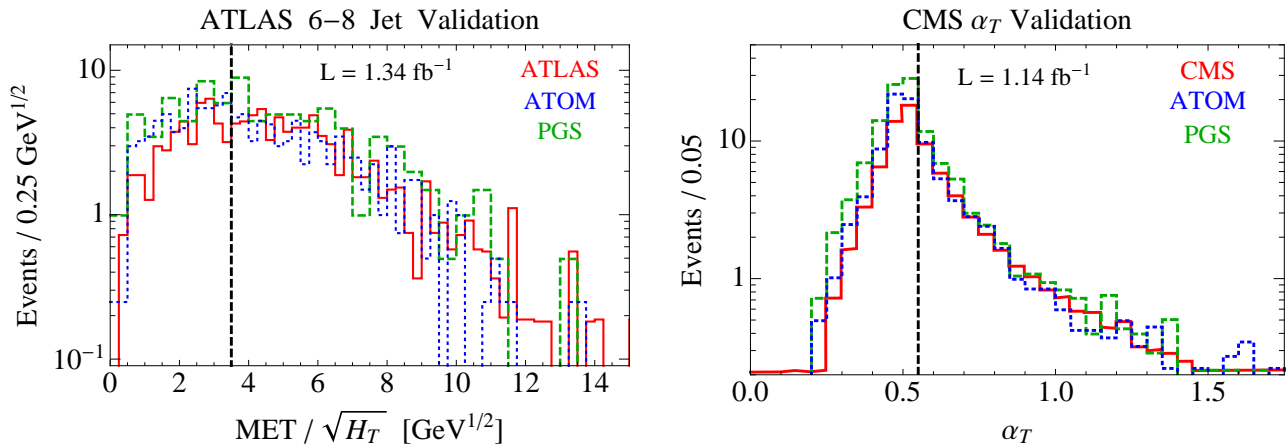 ATLAS 6–8 Jet Validation
L = 1.34 fb⁻¹
ATLAS
ATOM
PGS
Events / 0.25 GeV^{1/2}
10
1
10⁻¹
0 2 4 6 8 10 12 14
MET / √H_T [GeV^{1/2}]
CMS α_T Validation
L = 1.14 fb⁻¹
CMS
ATOM
PGS
Events / 0.05
10
1
0.0 0.5 1.0 1.5
α_T